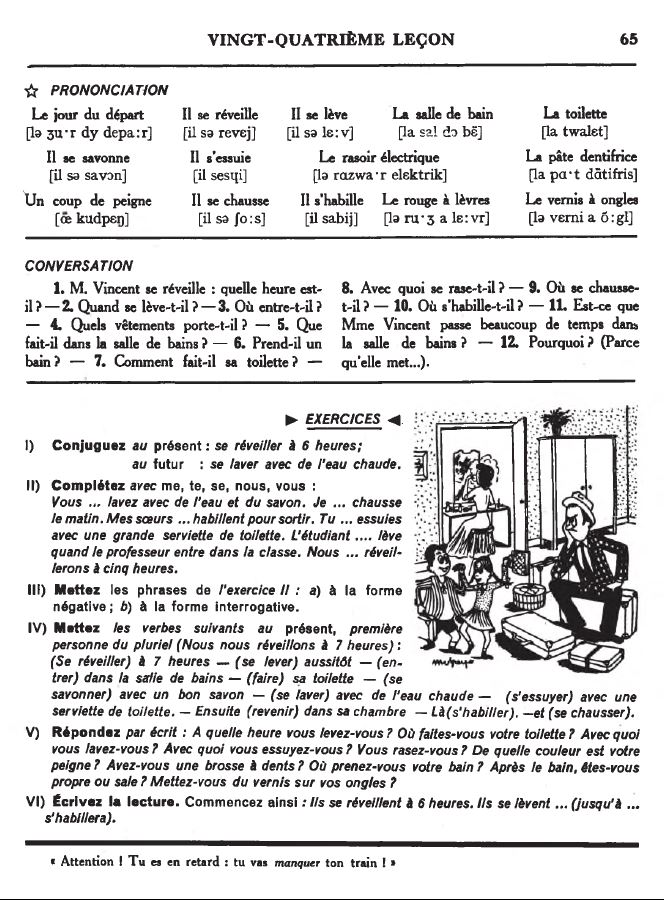 VINGT-QUATRIÈME LEÇON 65
☆ PRONONCIATION
Le jour du départ Il se réveille Il se lève La salle de bain La toilette
[lə ʒu·r dy depa:r] [il sə revεj] [il sə lε:v] [la sal də bɛ̃] [la twalεt]
Il se savonne Il s'essuie Le rasoir électrique La pâte dentifrice
[il sə savɔn] [il sesɥi] [lə rɑzwa·r elεktrik] [la pɑ·t dɑ̃tifris]
Un coup de peigne Il se chausse Il s'habille Le rouge à lèvres Le vernis à ongles
[œ̃ kudpεɲ] [il sə ʃo:s] [il sabij] [lə ru·ʒ a lε:vr] [lə vεrni a ɔ̃:gl]
CONVERSATION
1. M. Vincent se réveille : quelle heure est-
il ? — 2. Quand se lève-t-il ? — 3. Où entre-t-il ?
— 4. Quels vêtements porte-t-il ? — 5. Que
fait-il dans la salle de bains ? — 6. Prend-il un
bain ? — 7. Comment fait-il sa toilette ? —
8. Avec quoi se rase-t-il ? — 9. Où se chausse-
t-il ? — 10. Où s'habille-t-il ? — 11. Est-ce que
Mme Vincent passe beaucoup de temps dans
la salle de bains ? — 12. Pourquoi ? (Parce
qu'elle met...).
► EXERCICES ◄
I) Conjuguez au présent : se réveiller à 6 heures;
au futur : se laver avec de l'eau chaude.
II) Complétez avec me, te, se, nous, vous :
Vous ... lavez avec de l'eau et du savon. Je ... chausse
le matin. Mes sœurs ... habillent pour sortir. Tu ... essuies
avec une grande serviette de toilette. L'étudiant .... lève
quand le professeur entre dans la classe. Nous ... réveil-
lerons à cinq heures.
III) Mettez les phrases de l'exercice II : a) à la forme
négative ; b) à la forme interrogative.
IV) Mettez les verbes suivants au présent, première
personne du pluriel (Nous nous réveillons à 7 heures) :
(Se réveiller) à 7 heures — (se lever) aussitôt — (en-
trer) dans la salle de bains — (faire) sa toilette — (se
savonner) avec un bon savon — (se laver) avec de l'eau chaude — (s'essuyer) avec une
serviette de toilette. — Ensuite (revenir) dans sa chambre — Là (s'habiller). —et (se chausser).
V) Répondez par écrit : A quelle heure vous levez-vous ? Où faites-vous votre toilette ? Avec quoi
vous lavez-vous ? Avec quoi vous essuyez-vous ? Vous rasez-vous ? De quelle couleur est votre
peigne ? Avez-vous une brosse à dents ? Où prenez-vous votre bain ? Après le bain, êtes-vous
propre ou sale ? Mettez-vous du vernis sur vos ongles ?
VI) Écrivez la lecture. Commencez ainsi : Ils se réveillent à 6 heures. Ils se lèvent ... (jusqu'à ...
s'habillera).
« Attention ! Tu es en retard : tu vas manquer ton train ! »